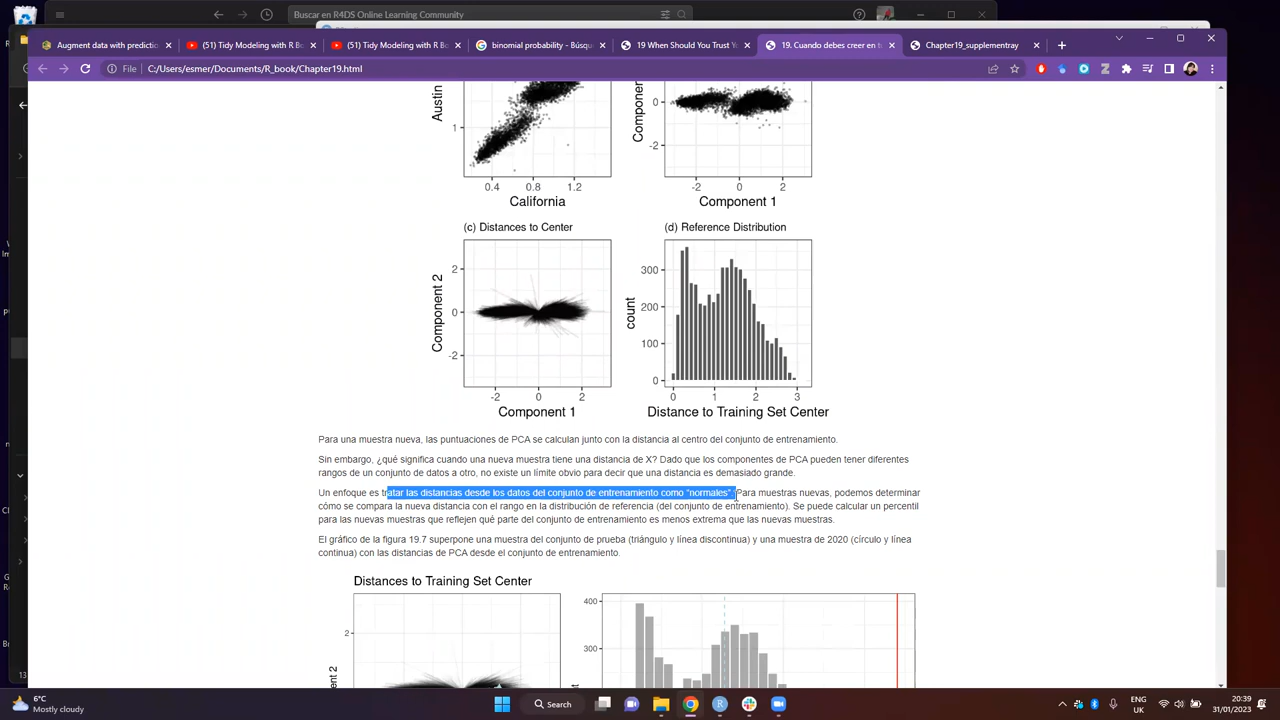 Buscar en R4DS Online Learning Community
Augment data with predictio
(51) Tidy Modeling with R Bo
(51) Tidy Modeling with R Bo
binomial probability - Búsqu
19 When Should You Trust Y
19. Cuando debes creer en t
Chapter19_supplementray
File
C:/Users/esmer/Documents/R_book/Chapter19.html
Austin
1
0.4 0.8 1.2
California
Componen
0
-2
-2 0 2
Component 1
(c) Distances to Center
Component 2
2
0
-2
-2 0 2
Component 1
(d) Reference Distribution
count
300
200
100
0
0 1 2 3
Distance to Training Set Center
Para una muestra nueva, las puntuaciones de PCA se calculan junto con la distancia al centro del conjunto de entrenamiento.
Sin embargo, ¿qué significa cuando una nueva muestra tiene una distancia de X? Dado que los componentes de PCA pueden tener diferentes
rangos de un conjunto de datos a otro, no existe un límite obvio para decir que una distancia es demasiado grande.
Un enfoque es tratar las distancias desde los datos del conjunto de entrenamiento como “normales”. Para muestras nuevas, podemos determinar
cómo se compara la nueva distancia con el rango en la distribución de referencia (del conjunto de entrenamiento). Se puede calcular un percentil
para las nuevas muestras que reflejen qué parte del conjunto de entrenamiento es menos extrema que las nuevas muestras.
El gráfico de la figura 19.7 superpone una muestra del conjunto de prueba (triángulo y línea discontinua) y una muestra de 2020 (círculo y línea
continua) con las distancias de PCA desde el conjunto de entrenamiento.
Distances to Training Set Center
2
nent 2
400
300
6°C
Mostly cloudy
Search
ENG
UK
20:39
31/01/2023